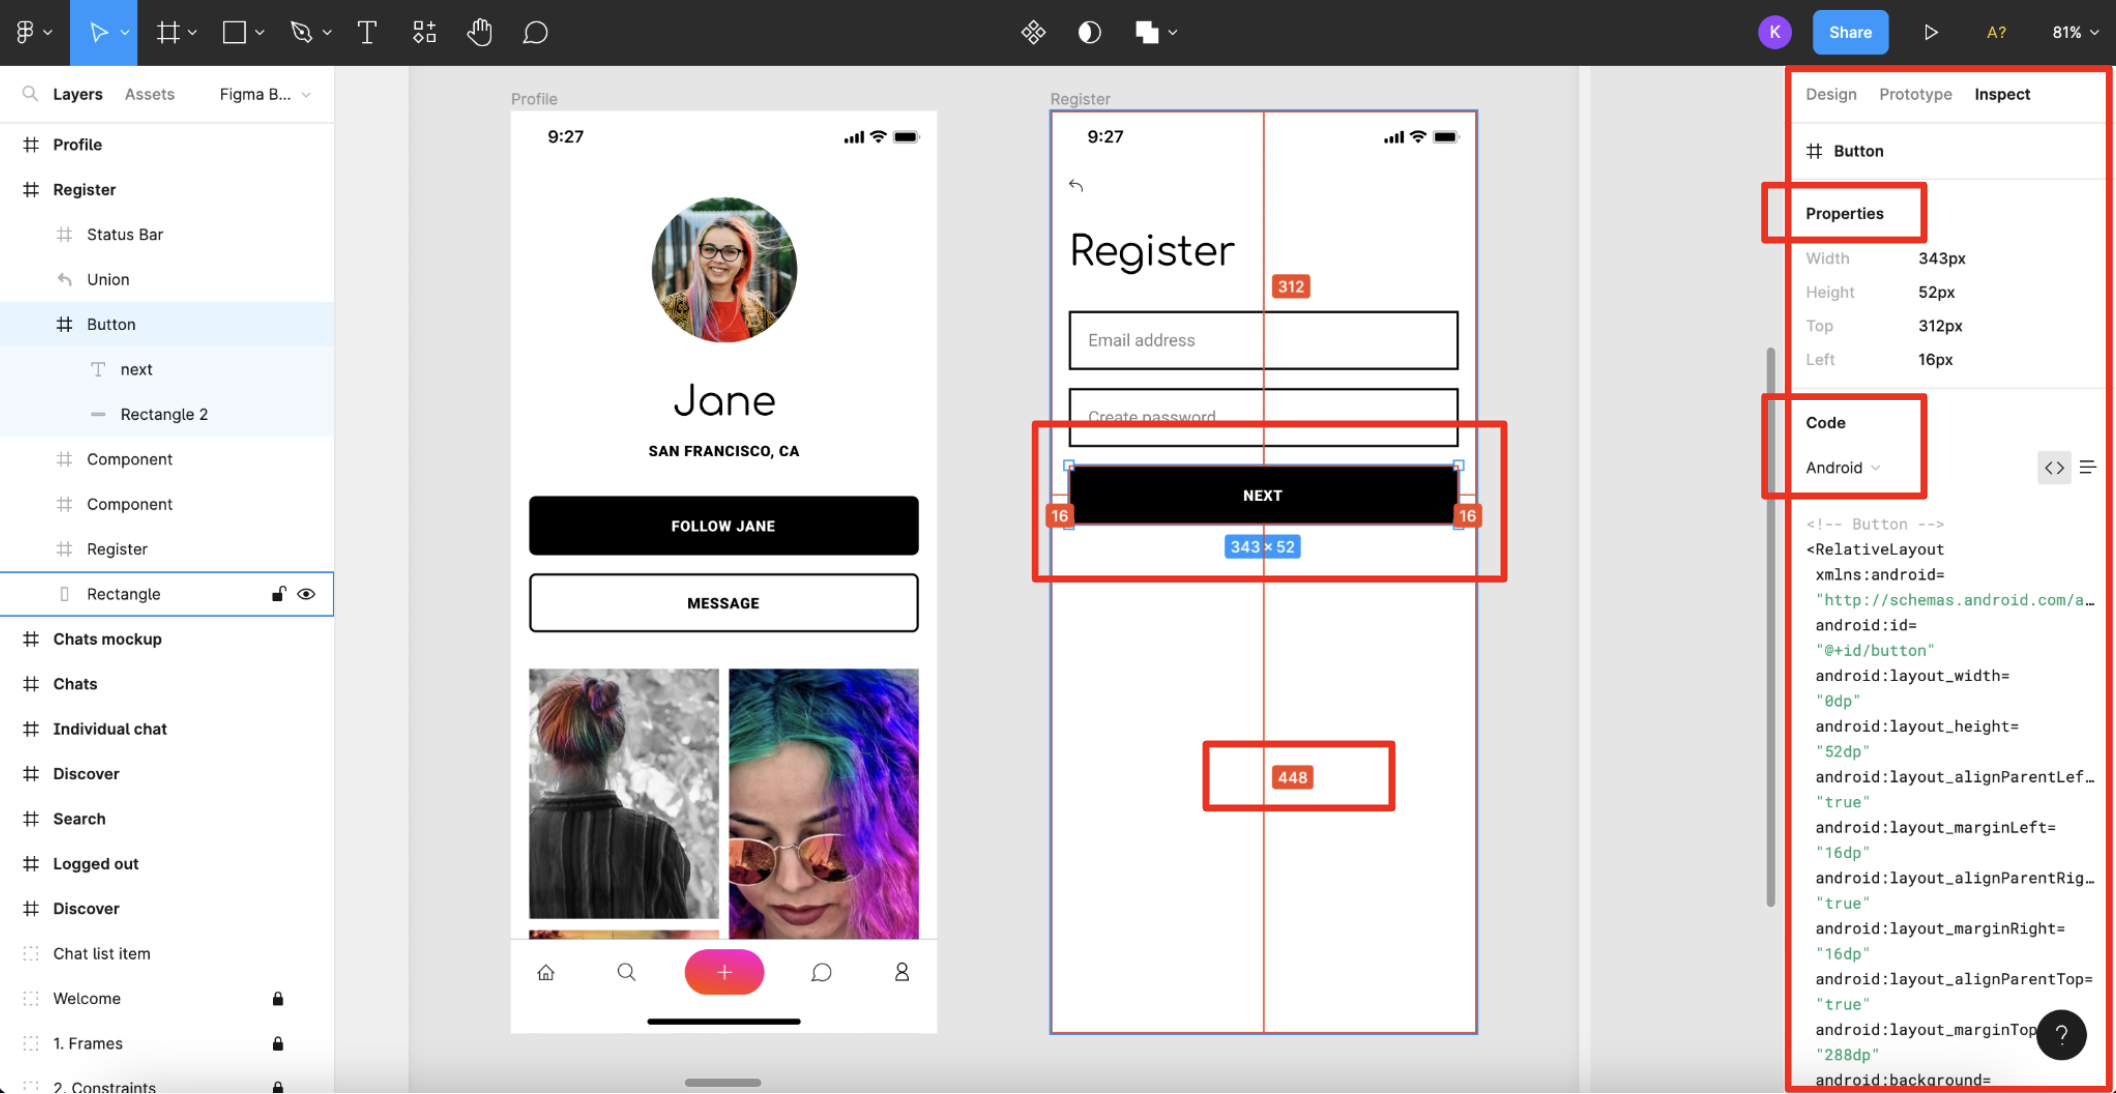 K
Share
A?
81%
Layers
Assets
Figma B...
Profile
Register
Status Bar
Union
Button
next
Rectangle 2
Component
Component
Register
Rectangle
Chats mockup
Chats
Individual chat
Discover
Search
Logged out
Discover
Chat list item
Welcome
1. Frames
2. Constraints
Profile
9:27
Jane
SAN FRANCISCO, CA
FOLLOW JANE
MESSAGE
Register
9:27
Register
312
Email address
Create password
NEXT
16
16
343 × 52
448
Design
Prototype
Inspect
Button
Properties
Width 343px
Height 52px
Top 312px
Left 16px
Code
Android
<!-- Button -->
<RelativeLayout
xmlns:android=
"http://schemas.android.com/a...
android:id=
"@+id/button"
android:layout_width=
"0dp"
android:layout_height=
"52dp"
android:layout_alignParentLef...
"true"
android:layout_marginLeft=
"16dp"
android:layout_alignParentRig...
"true"
android:layout_marginRight=
"16dp"
android:layout_alignParentTop=
"true"
android:layout_marginTop
"288dp"
android:background=
?